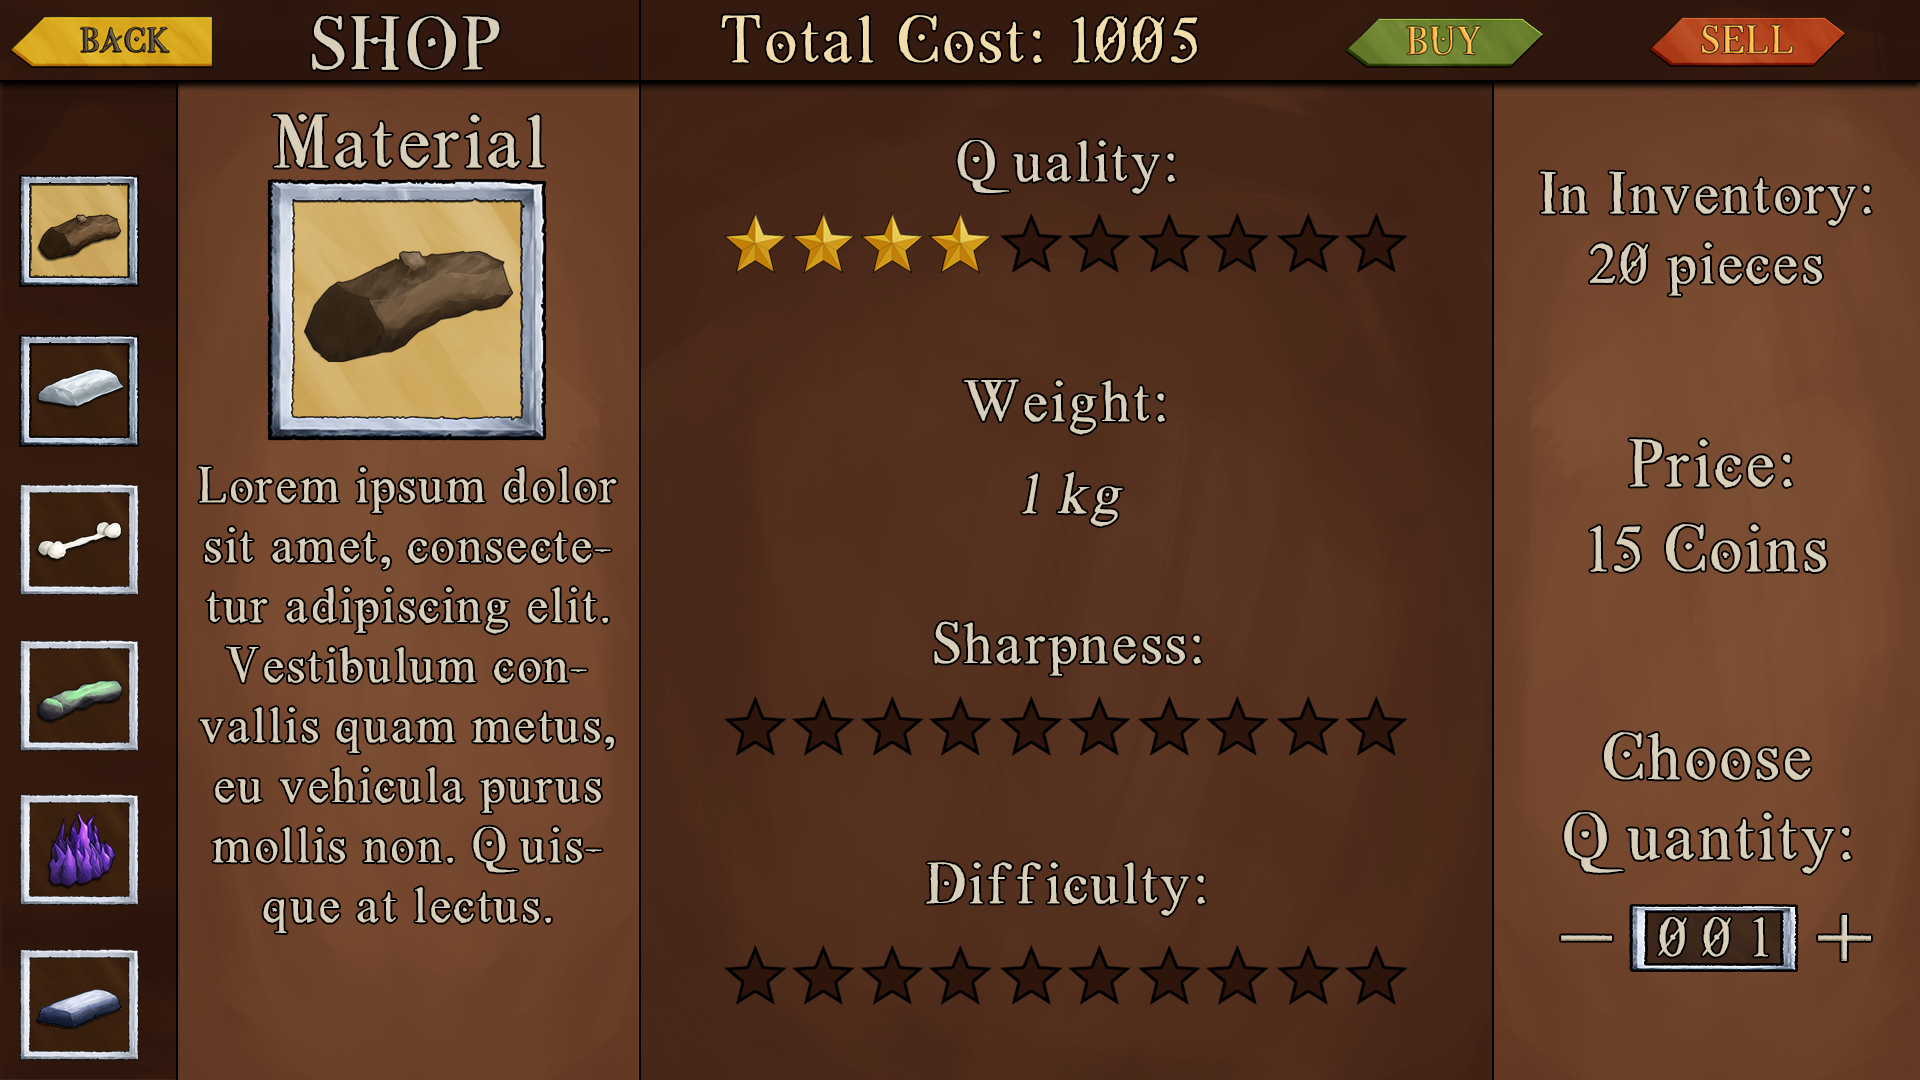 BACK
SHOP
Total Cost: 1005
BUY
SELL
Material
Lorem ipsum dolor
sit amet, consecte-
tur adipiscing elit.
Vestibulum con-
vallis quam metus,
eu vehicula purus
mollis non. Quis-
que at lectus.
Quality:
Weight:
1 kg
Sharpness:
Difficulty:
In Inventory:
20 pieces
Price:
15 Coins
Choose
Quantity:
— 001 +